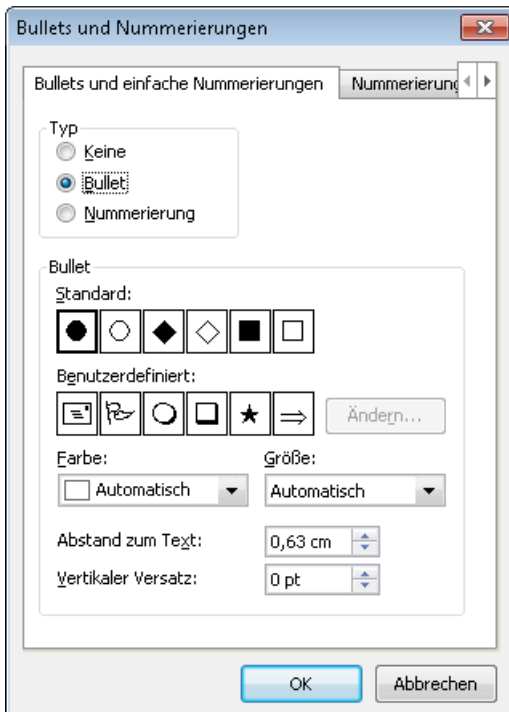 Bullets und Nummerierungen
Bullets und einfache Nummerierungen Nummerierung
Typ
Keine
Bullet
Nummerierung
Bullet
Standard:
Benutzerdefiniert:
Ändern...
Farbe: Größe:
Automatisch Automatisch
Abstand zum Text: 0,63 cm
Vertikaler Versatz: 0 pt
OK Abbrechen